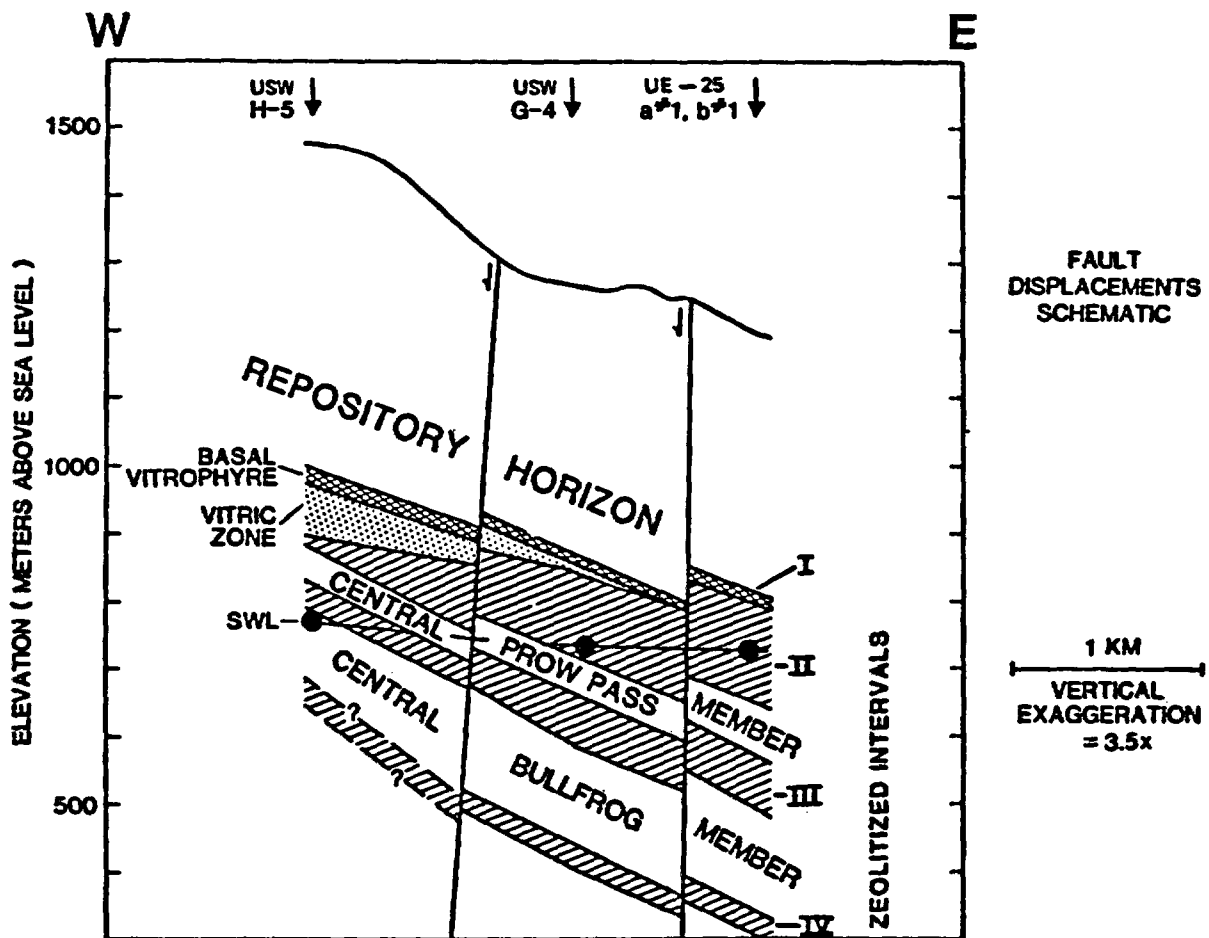 W
E
USW
H-5
USW
G-4
UE-25
a#1, b#1
1500
1000
500
ELEVATION ( METERS ABOVE SEA LEVEL )
FAULT
DISPLACEMENTS
SCHEMATIC
REPOSITORY HORIZON
BASAL
VITROPHYRE
VITRIC
ZONE
I
CENTRAL PROW PASS MEMBER
SWL
II
1 KM
VERTICAL
EXAGGERATION
= 3.5x
CENTRAL BULLFROG MEMBER
?
?
III
IV
ZEOLITIZED INTERVALS